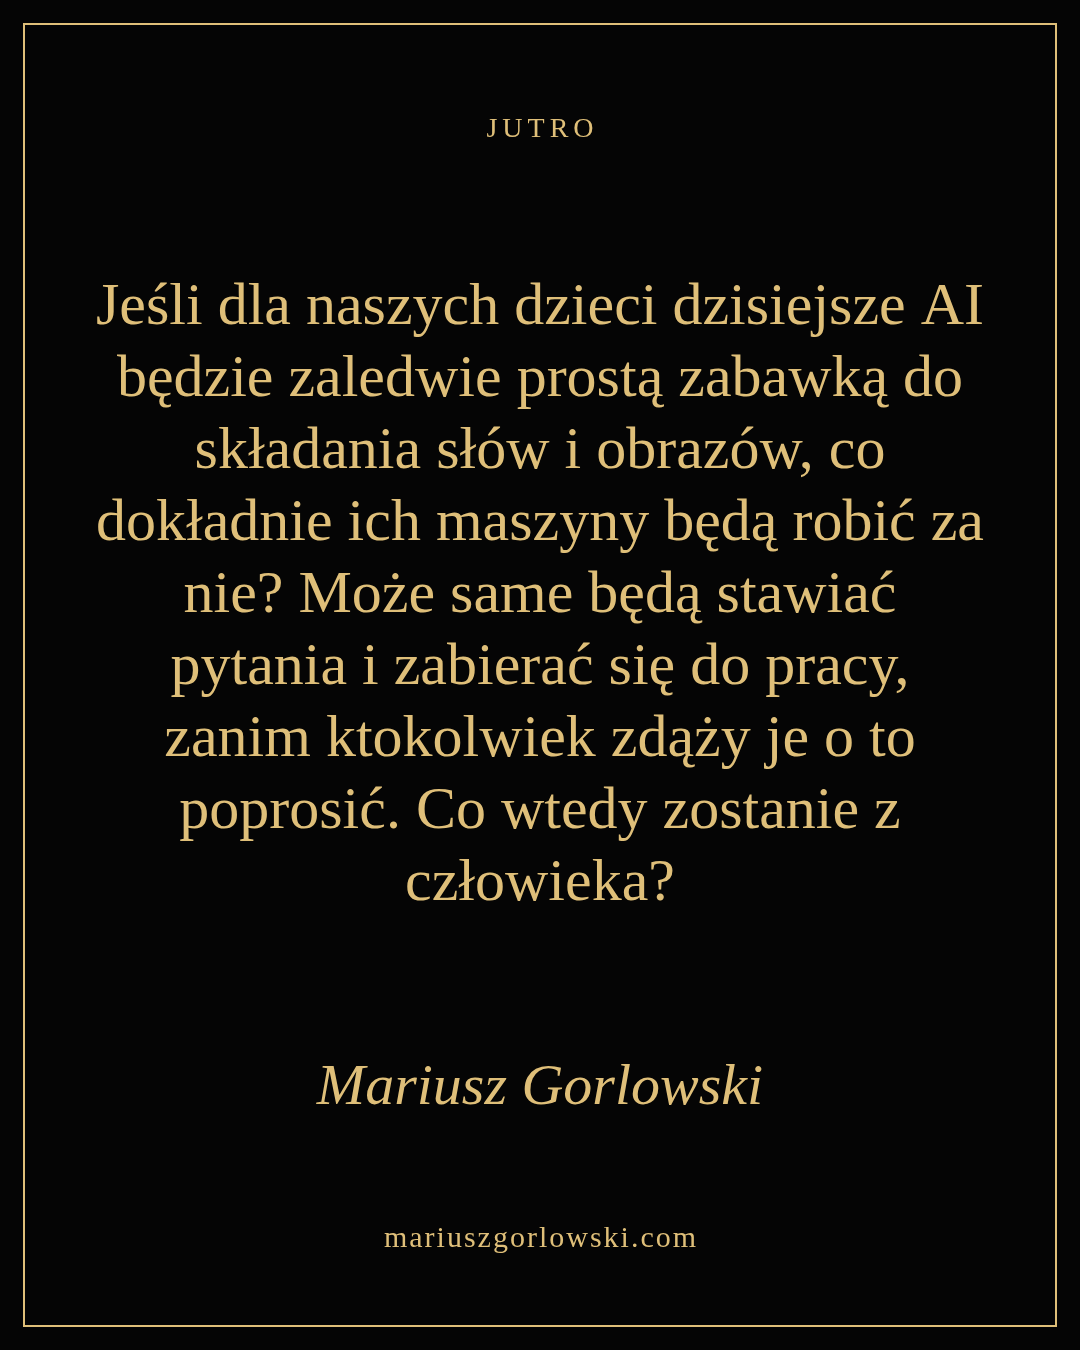 JUTRO
Jeśli dla naszych dzieci dzisiejsze AI
będzie zaledwie prostą zabawką do
składania słów i obrazów, co
dokładnie ich maszyny będą robić za
nie? Może same będą stawiać
pytania i zabierać się do pracy,
zanim ktokolwiek zdąży je o to
poprosić. Co wtedy zostanie z
człowieka?
Mariusz Gorlowski
mariuszgorlowski.com